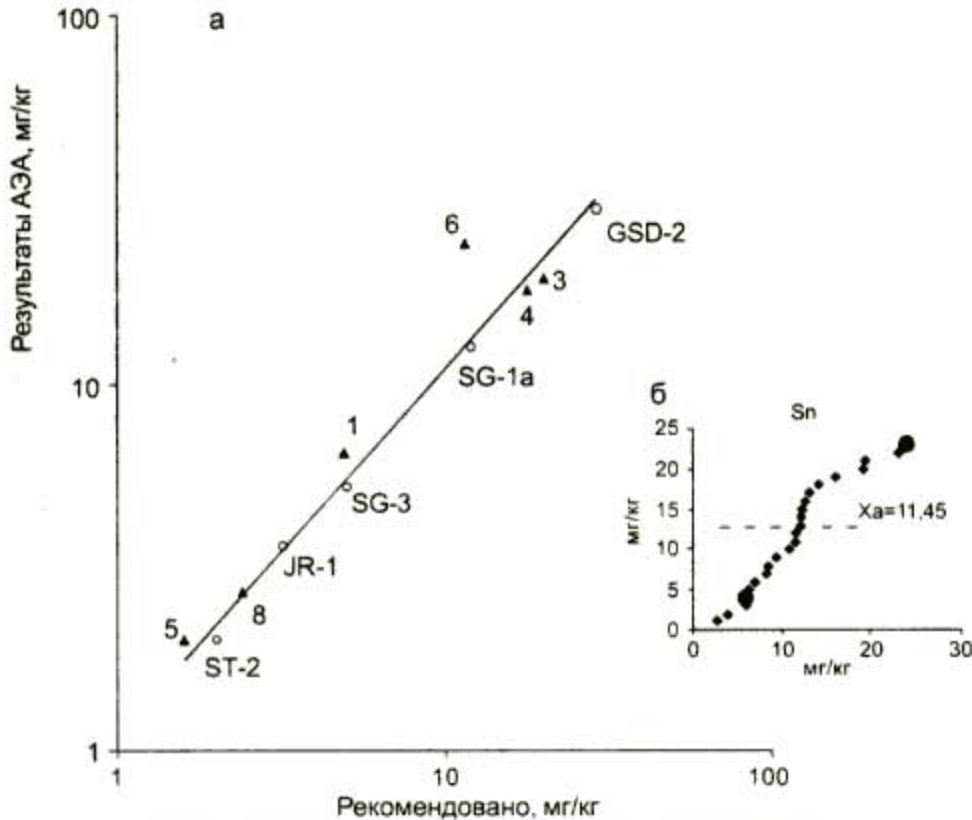 100
а
Результаты АЭА, мг/кг
6
GSD-2
3
4
10
SG-1a
1
SG-3
JR-1
5
8
ST-2
1
1
10
100
Рекомендовано, мг/кг
б
Sn
25
20
15
10
5
0
мг/кг
Xa=11,45
0
10
20
30
мг/кг